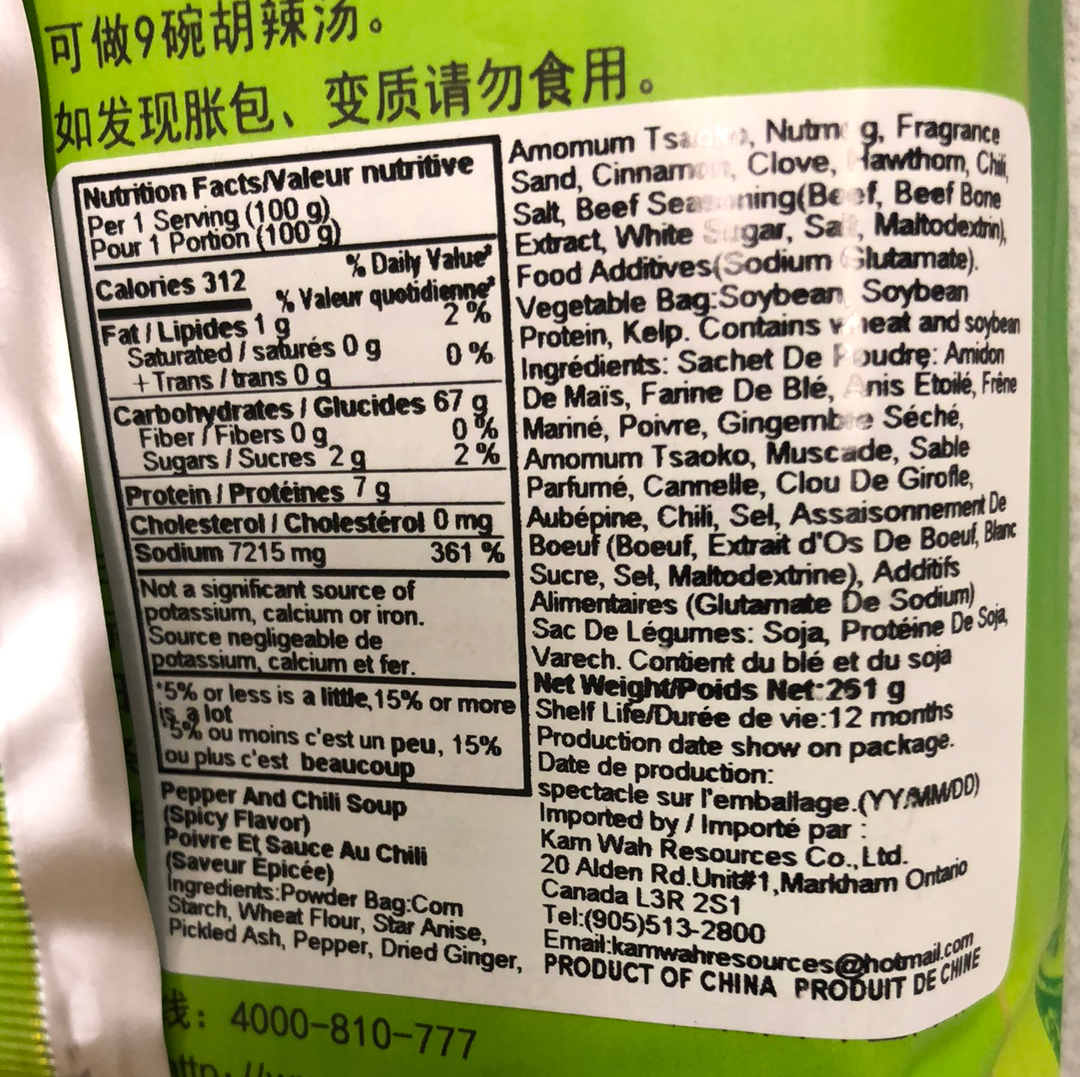 可做9碗胡辣汤。
如发现胀包、变质请勿食用。
Nutrition Facts/Valeur nutritive
Per 1 Serving (100 g)
Pour 1 Portion (100 g)
% Daily Value*
Calories 312
% Valeur quotidienne*
Fat / Lipides 1 g 2 %
Saturated / saturés 0 g 0 %
+ Trans / trans 0 g
Carbohydrates / Glucides 67 g
Fiber / Fibers 0 g 0 %
Sugars / Sucres 2 g 2 %
Protein / Protéines 7 g
Cholesterol / Cholestérol 0 mg
Sodium 7215 mg 361 %
Not a significant source of
potassium, calcium or iron.
Source negligeable de
potassium, calcium et fer.
*5% or less is a little, 15% or more
is a lot
*5% ou moins c'est un peu, 15%
ou plus c'est beaucoup
Pepper And Chili Soup
(Spicy Flavor)
Poivre Et Sauce Au Chili
(Saveur Épicée)
Ingredients:Powder Bag:Corn
Starch, Wheat Flour, Star Anise,
Pickled Ash, Pepper, Dried Ginger,
Amomum Tsaoko, Nutmeg, Fragrance
Sand, Cinnamon, Clove, Hawthorn, Chili,
Salt, Beef Seasoning(Beef, Beef Bone
Extract, White Sugar, Salt, Maltodextrin),
Food Additives(Sodium Glutamate).
Vegetable Bag:Soybean, Soybean
Protein, Kelp. Contains wheat and soybean
Ingrédients: Sachet De Poudre: Amidon
De Maïs, Farine De Blé, Anis Étoilé, Frêne
Mariné, Poivre, Gingembre Séché,
Amomum Tsaoko, Muscade, Sable
Parfumé, Cannelle, Clou De Girofle,
Aubépine, Chili, Sel, Assaisonnement De
Boeuf (Boeuf, Extrait d'Os De Boeuf, Blanc
Sucre, Sel, Maltodextrine), Additifs
Alimentaires (Glutamate De Sodium)
Sac De Légumes: Soja, Protéine De Soja,
Varech. Contient du blé et du soja
Net Weight/Poids Net:251 g
Shelf Life/Durée de vie:12 months
Production date show on package.
Date de production:
spectacle sur l'emballage.(YY/MM/DD)
Imported by / Importé par :
Kam Wah Resources Co.,Ltd.
20 Alden Rd.Unit#1,Markham Ontario
Canada L3R 2S1
Tel:(905)513-2800
Email:kamwahresources@hotmail.com
PRODUCT OF CHINA PRODUIT DE CHINE
线: 4000-810-777